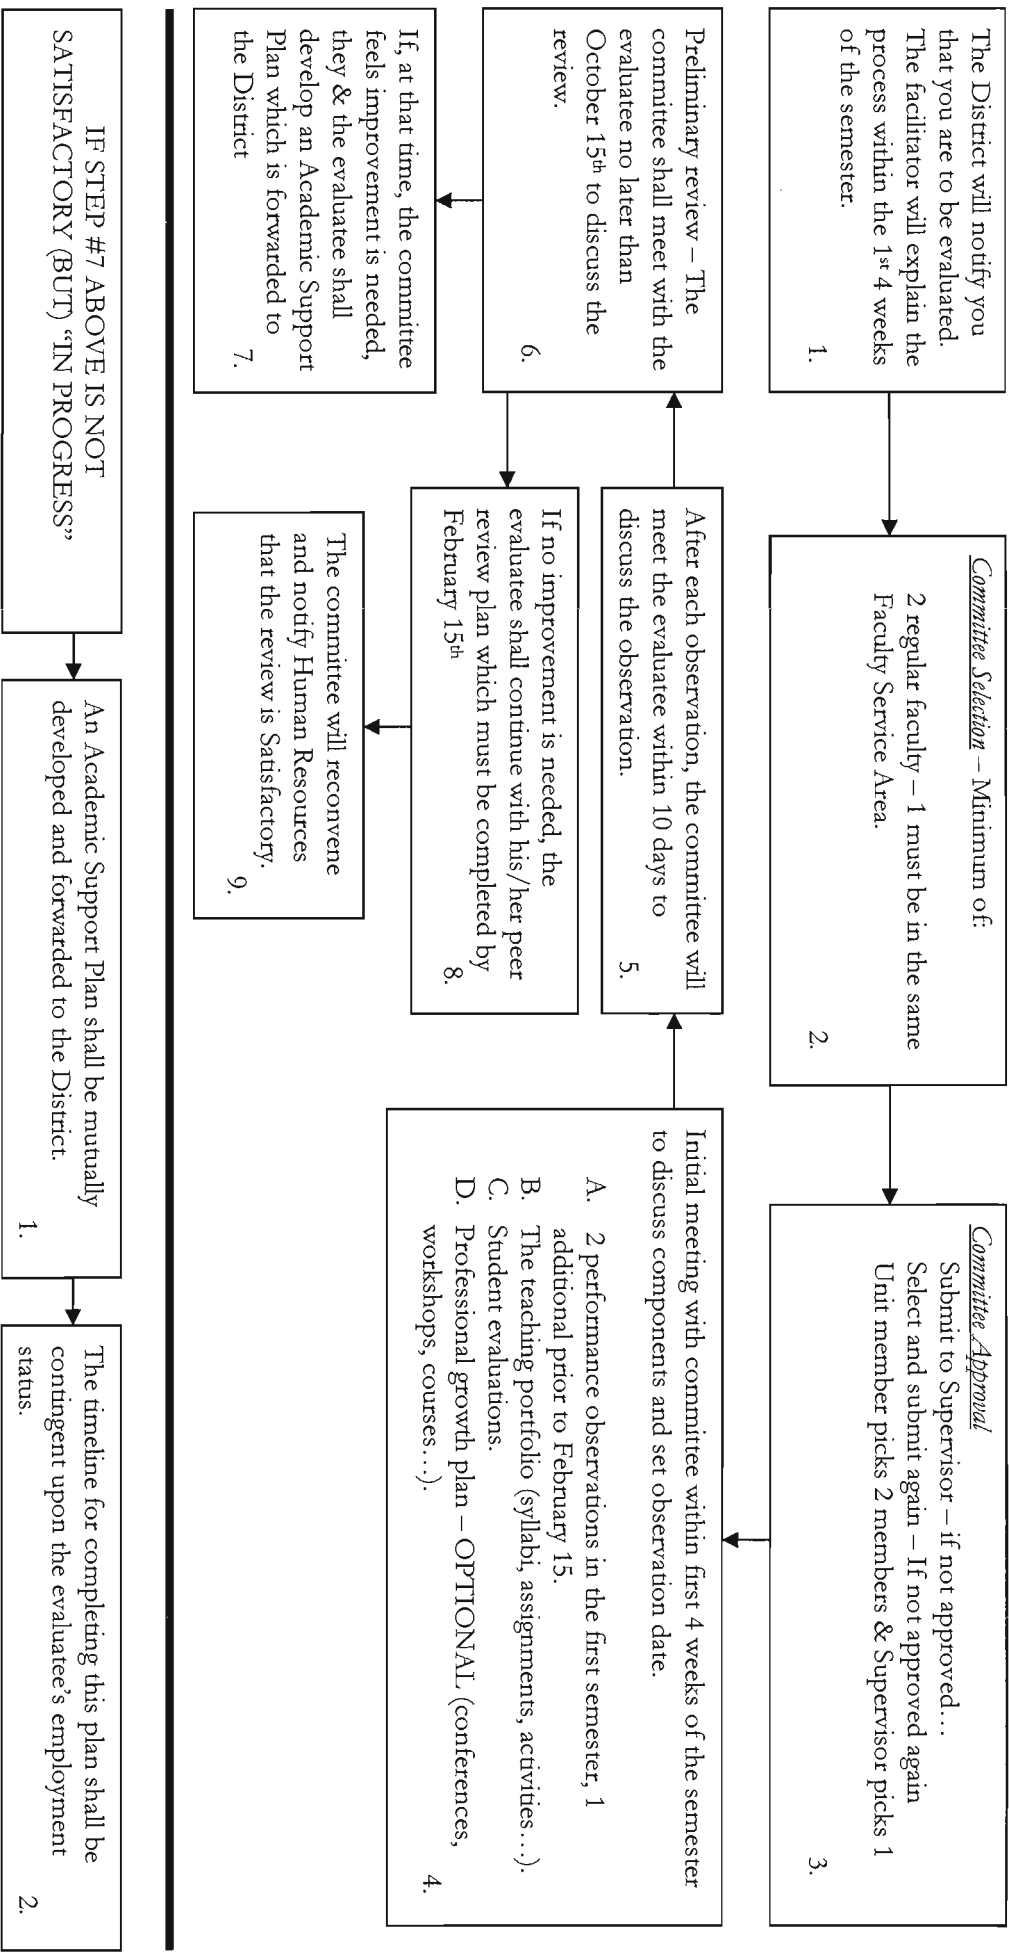 The District will notify you
that you are to be evaluated.
The facilitator will explain the
process within the 1st 4 weeks
of the semester.
1.
Committee Selection – Minimum of:
2 regular faculty – 1 must be in the same
Faculty Service Area.
2.
Committee Approval
Submit to Supervisor – if not approved…
Select and submit again – If not approved again
Unit member picks 2 members & Supervisor picks 1
3.
Initial meeting with committee within first 4 weeks of the semester
to discuss components and set observation date.
A. 2 performance observations in the first semester, 1
additional prior to February 15.
B. The teaching portfolio (syllabi, assignments, activities…).
C. Student evaluations.
D. Professional growth plan – OPTIONAL (conferences,
workshops, courses…).
4.
After each observation, the committee will
meet the evaluatee within 10 days to
discuss the observation.
5.
Preliminary review – The
committee shall meet with the
evaluatee no later than
October 15th to discuss the
review.
6.
If, at that time, the committee
feels improvement is needed,
they & the evaluatee shall
develop an Academic Support
Plan which is forwarded to
the District
7.
If no improvement is needed, the
evaluatee shall continue with his/her peer
review plan which must be completed by
February 15th
8.
The committee will reconvene
and notify Human Resources
that the review is Satisfactory.
9.
IF STEP #7 ABOVE IS NOT
SATISFACTORY (BUT) “IN PROGRESS”
An Academic Support Plan shall be mutually
developed and forwarded to the District.
1.
The timeline for completing this plan shall be
contingent upon the evaluatee’s employment
status.
2.